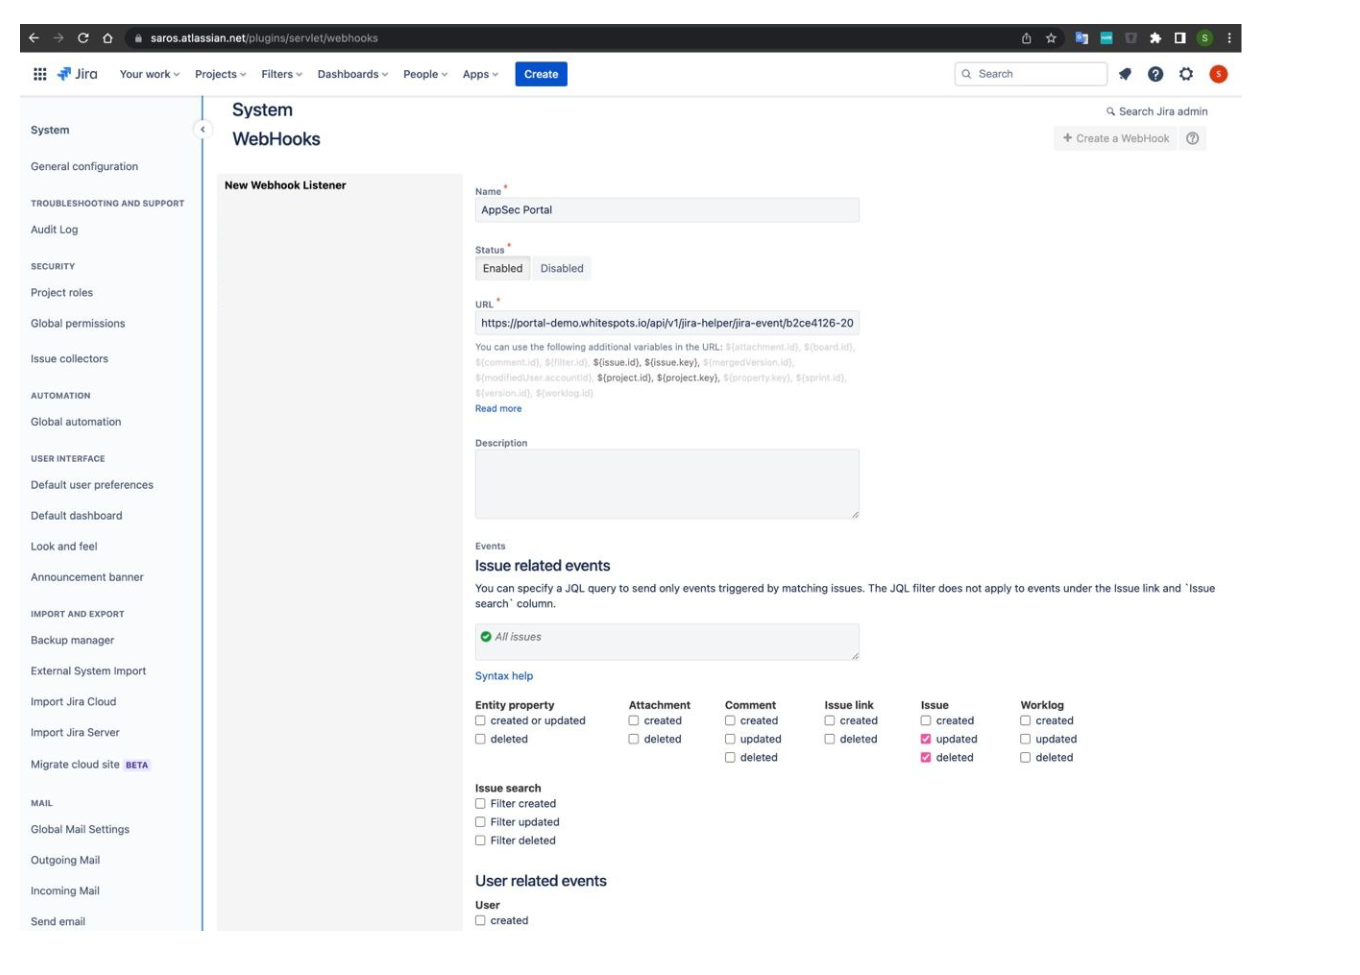 saros.atlassian.net/plugins/servlet/webhooks
S
Jira Your work Projects Filters Dashboards People Apps Create Search S
System
General configuration
TROUBLESHOOTING AND SUPPORT
Audit Log
SECURITY
Project roles
Global permissions
Issue collectors
AUTOMATION
Global automation
USER INTERFACE
Default user preferences
Default dashboard
Look and feel
Announcement banner
IMPORT AND EXPORT
Backup manager
External System Import
Import Jira Cloud
Import Jira Server
Migrate cloud site BETA
MAIL
Global Mail Settings
Outgoing Mail
Incoming Mail
Send email
System
Search Jira admin
WebHooks
+ Create a WebHook
New Webhook Listener
Name *
AppSec Portal
Status *
Enabled Disabled
URL *
https://portal-demo.whitespots.io/api/v1/jira-helper/jira-event/b2ce4126-20
You can use the following additional variables in the URL: ${attachment.id}, ${board.id},
${comment.id}, ${filter.id}, ${issue.id}, ${issue.key}, ${mergedVersion.id},
${modifiedUser.accountId}, ${project.id}, ${project.key}, ${property.key}, ${sprint.id},
${version.id}, ${worklog.id}
Read more
Description
Events
Issue related events
You can specify a JQL query to send only events triggered by matching issues. The JQL filter does not apply to events under the Issue link and `Issue
search` column.
All issues
Syntax help
Entity property Attachment Comment Issue link Issue Worklog
created or updated created created created created created
deleted deleted updated deleted updated updated
deleted deleted deleted
Issue search
Filter created
Filter updated
Filter deleted
User related events
User
created